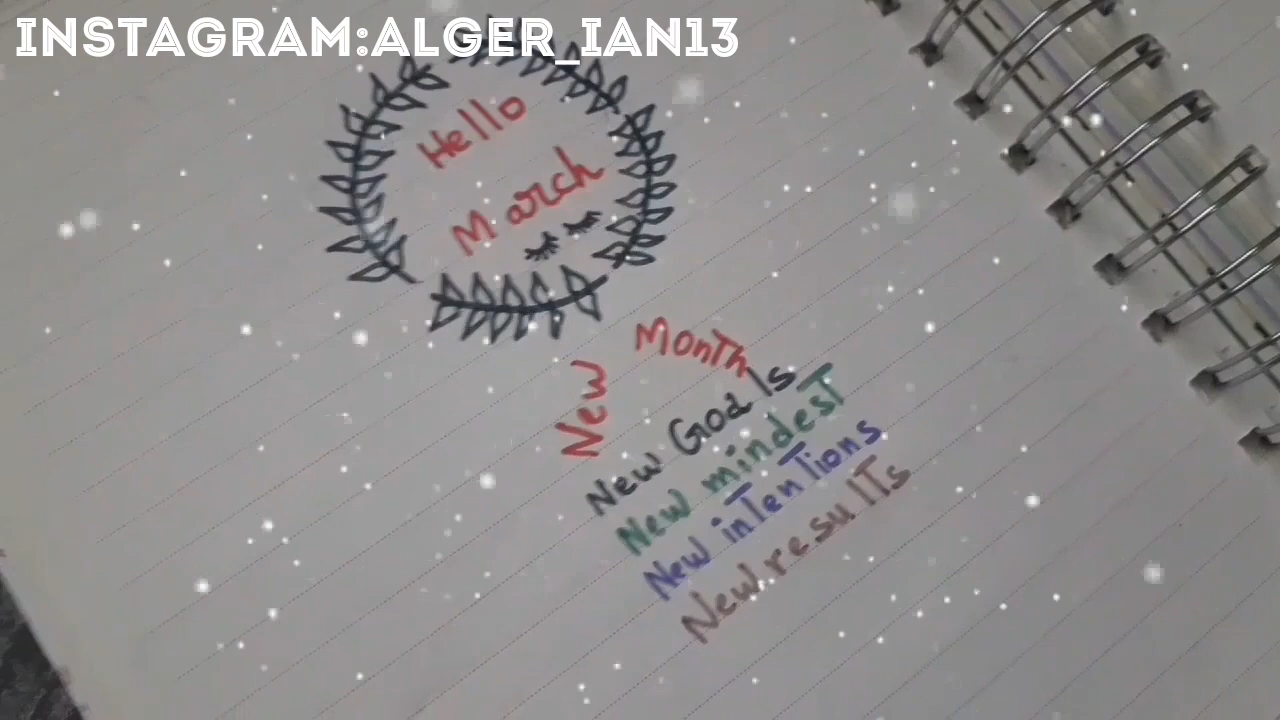 INSTAGRAM:ALGER_IAN13
Hello
March
New Month
New Goals
New mindesT
New inTenTions
New resulTs